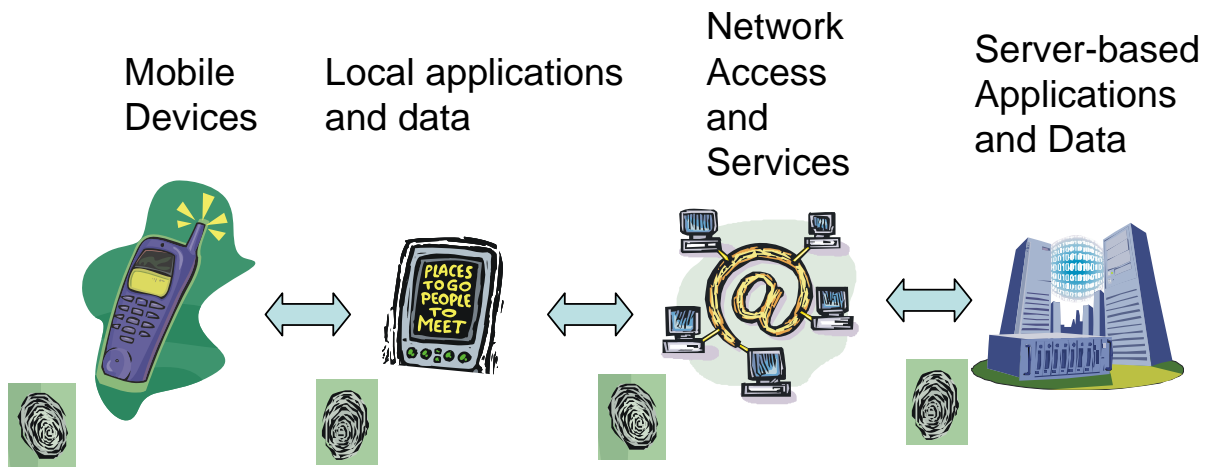 Mobile
Devices
Local applications
and data
Network
Access
and
Services
Server-based
Applications
and Data
PLACES
TO GO
PEOPLE
TO
MEET
@